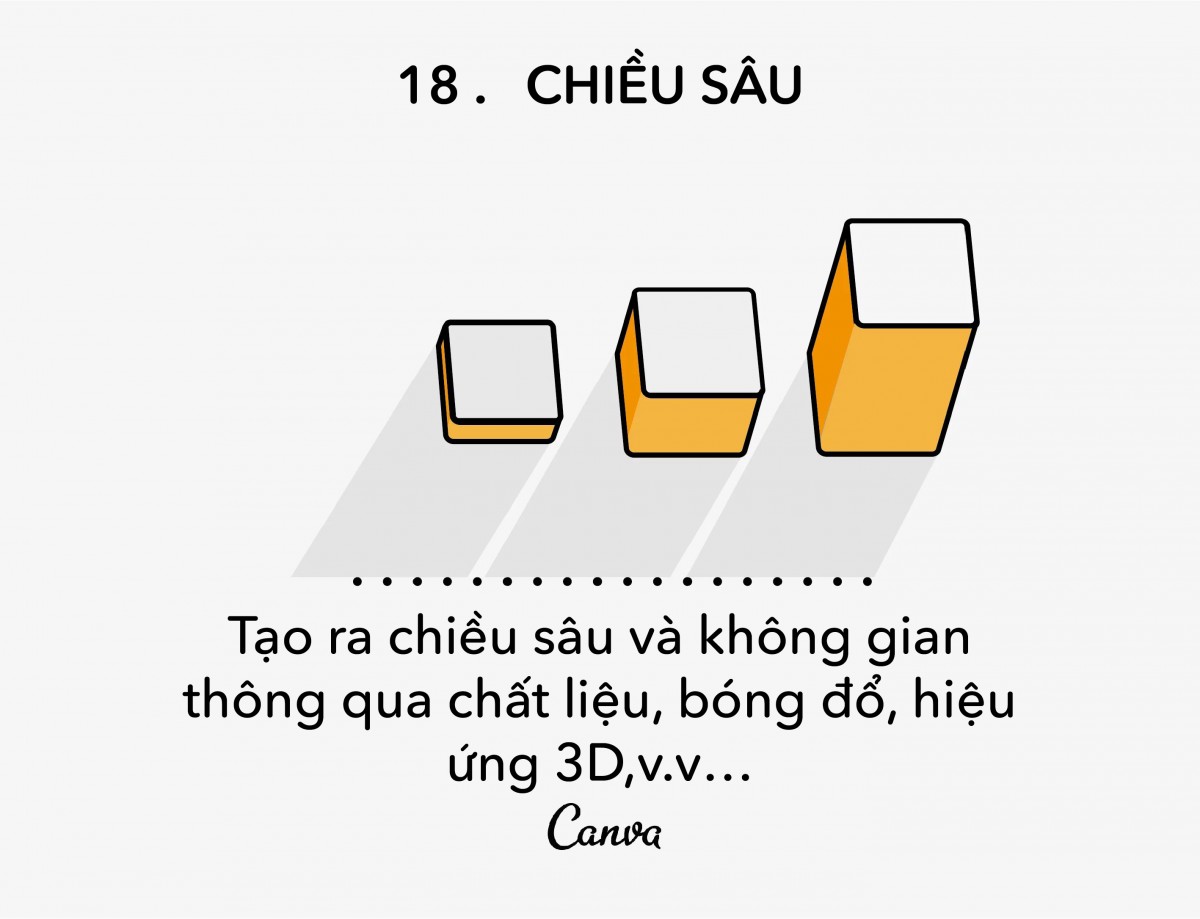 18 . CHIỀU SÂU
Tạo ra chiều sâu và không gian
thông qua chất liệu, bóng đổ, hiệu
ứng 3D,v.v...
Canva